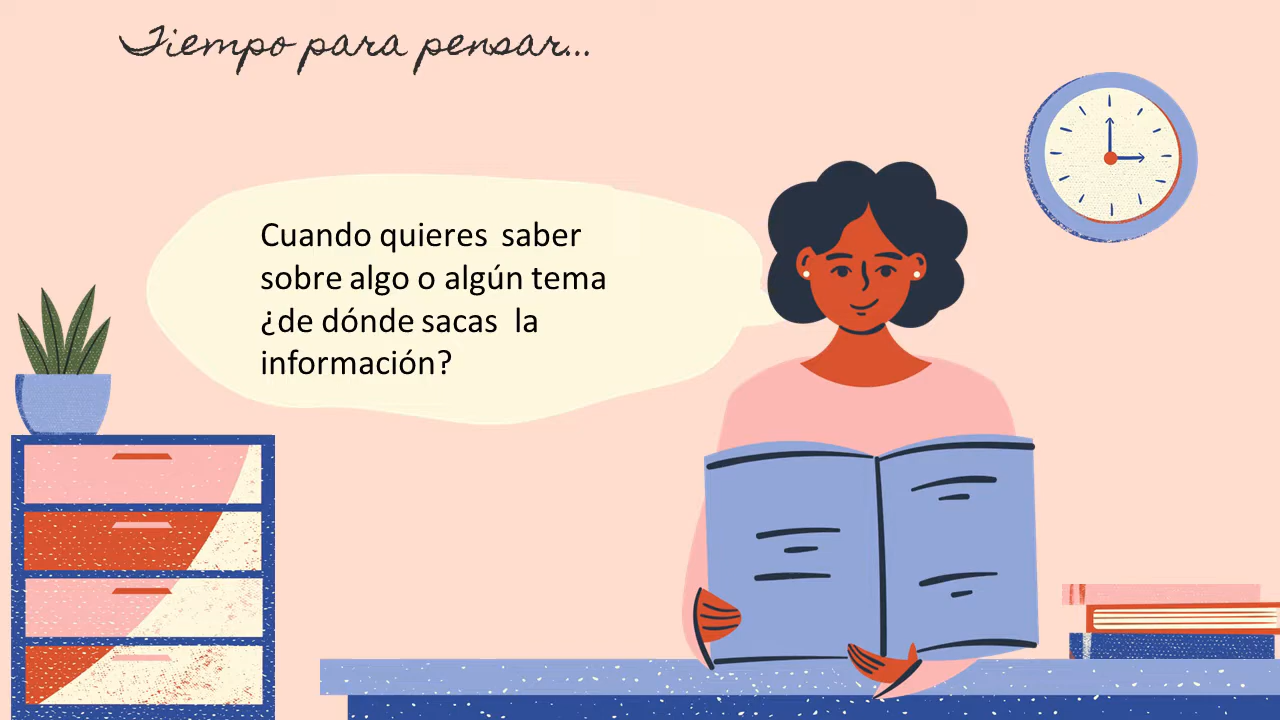 Tiempo para pensar...
Cuando quieres saber
sobre algo o algún tema
¿de dónde sacas la
información?